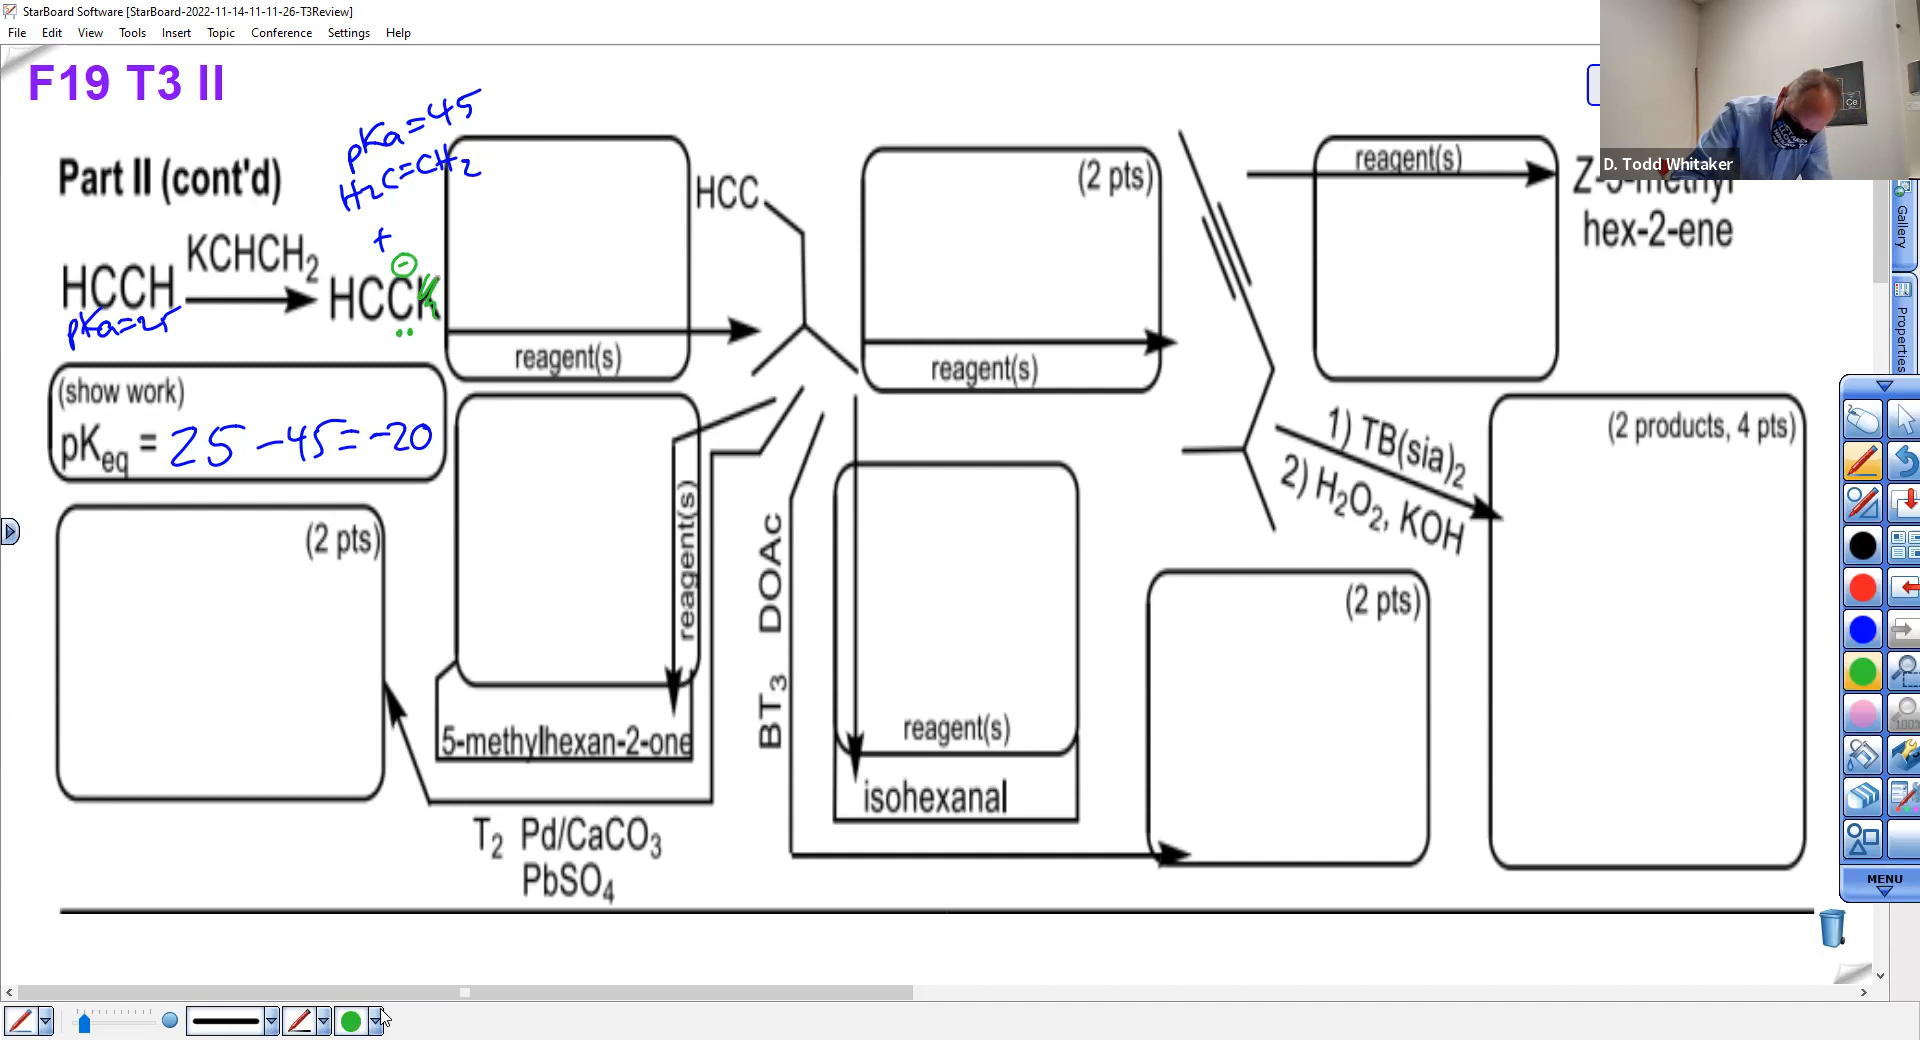 StarBoard Software [StarBoard-2022-11-14-11-11-26-T3Review]
File Edit View Tools Insert Topic Conference Settings Help
F19 T3 II
Part II (cont'd)
pKa=45
H2C=CH2
+
HCCH
KCHCH2
HCCK
pKa=25
(show work)
pKeq = 25 - 45 = -20
reagent(s)
HCC
(2 pts)
reagent(s)
reagent(s)
hex-2-ene
1) TB(sia)2
2) H2O2, KOH
(2 products, 4 pts)
(2 pts)
reagent(s)
5-methylhexan-2-one
T2 Pd/CaCO3
PbSO4
BT3 DOAc
reagent(s)
isohexanal
(2 pts)
D. Todd Whitaker
Ce
Gallery
Properties
100%
MENU